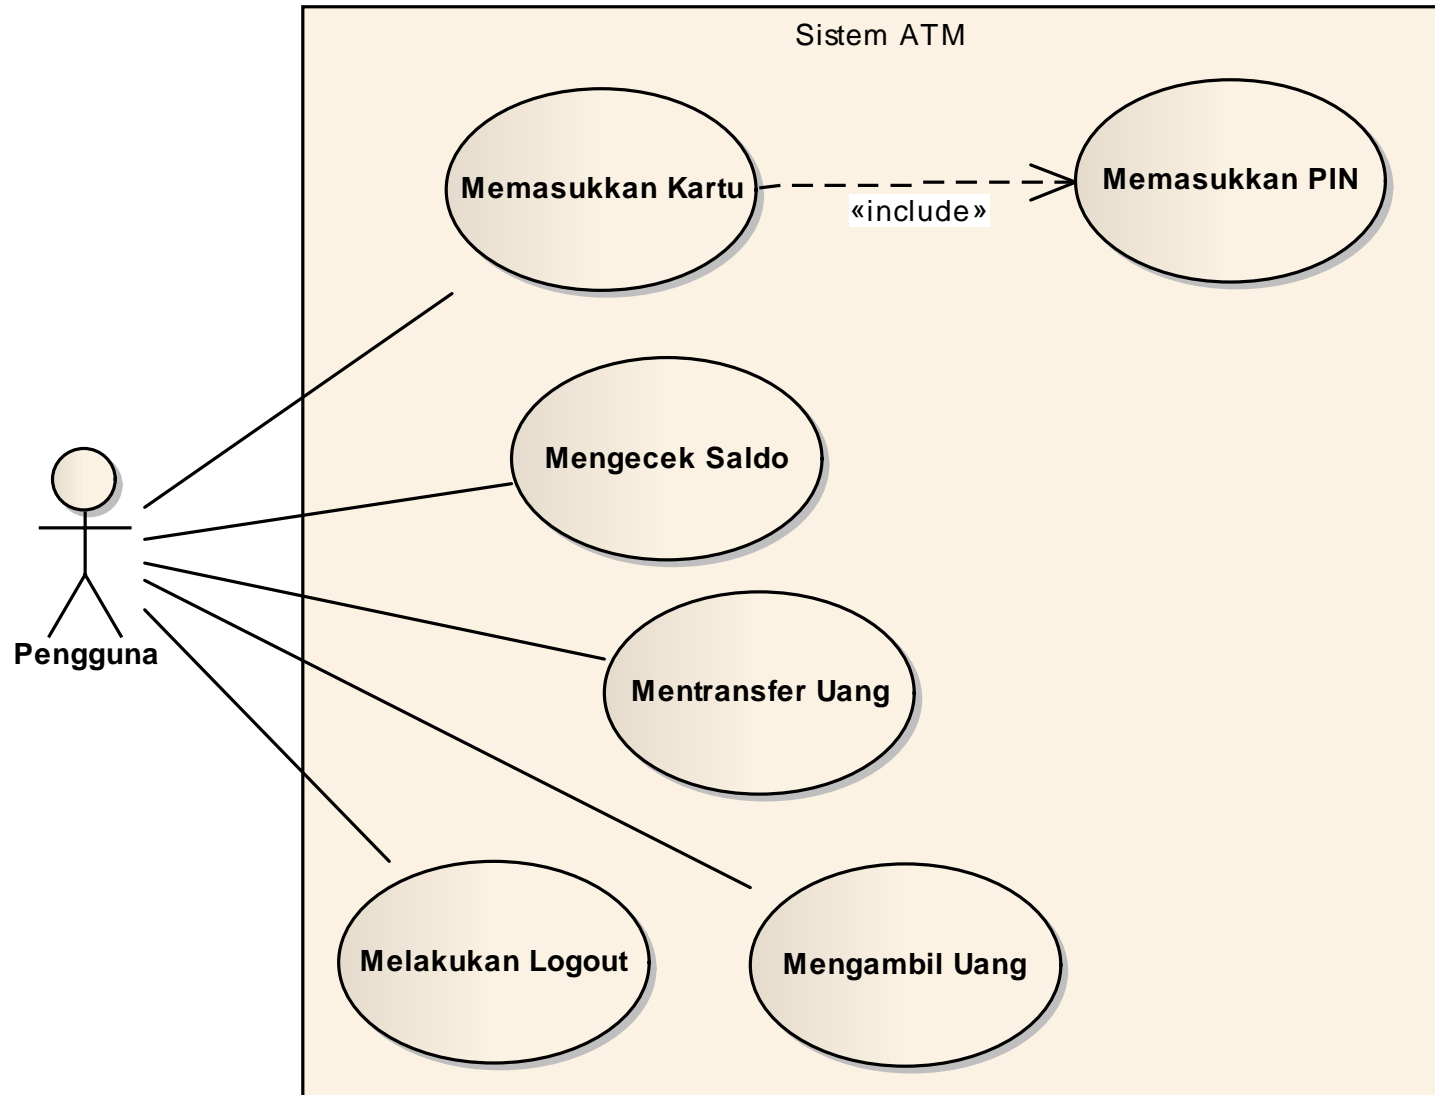 Sistem ATM
Memasukkan Kartu
«include»
Memasukkan PIN
Mengecek Saldo
Pengguna
Mentransfer Uang
Melakukan Logout
Mengambil Uang